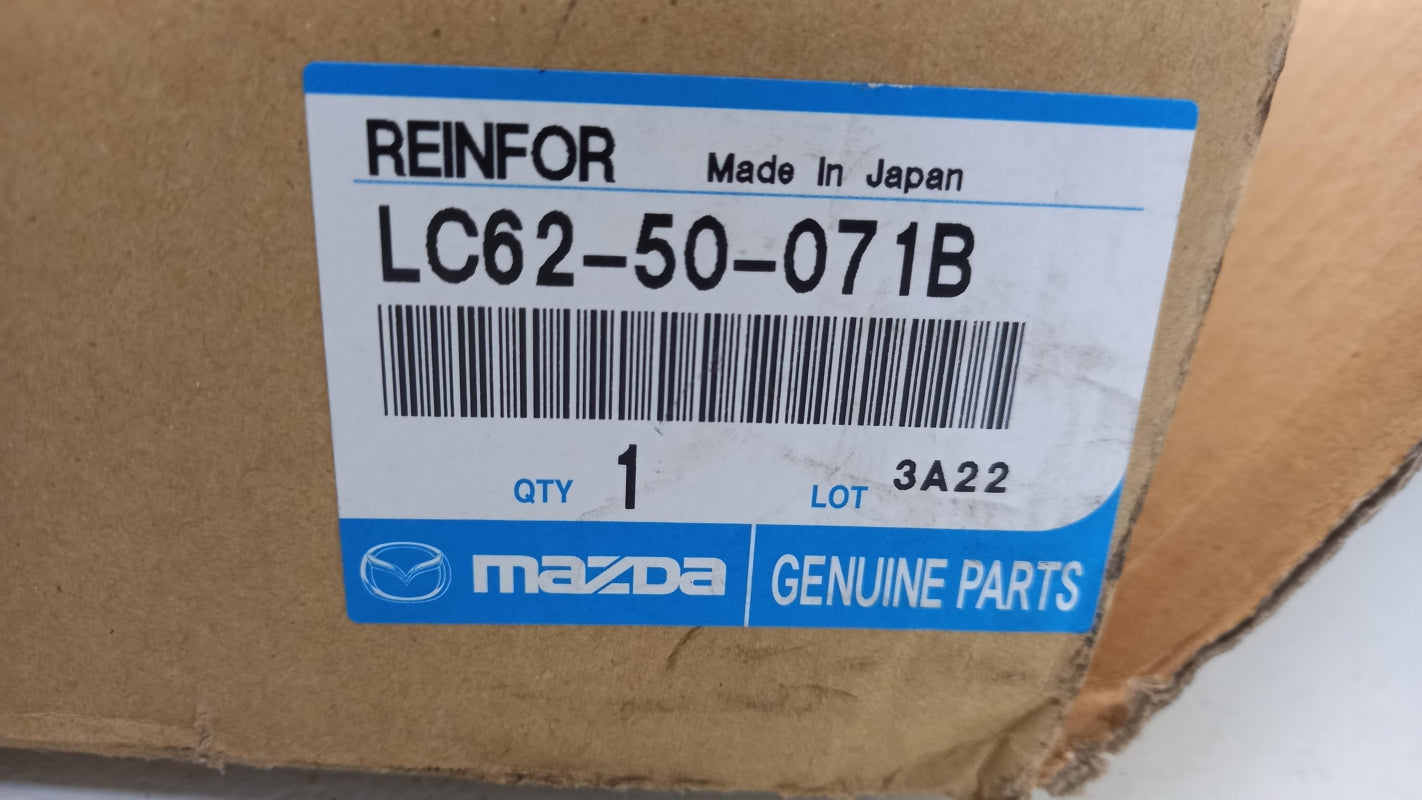 REINFOR Made In Japan
LC62-50-071B
QTY 1 LOT 3A22
mazda GENUINE PARTS